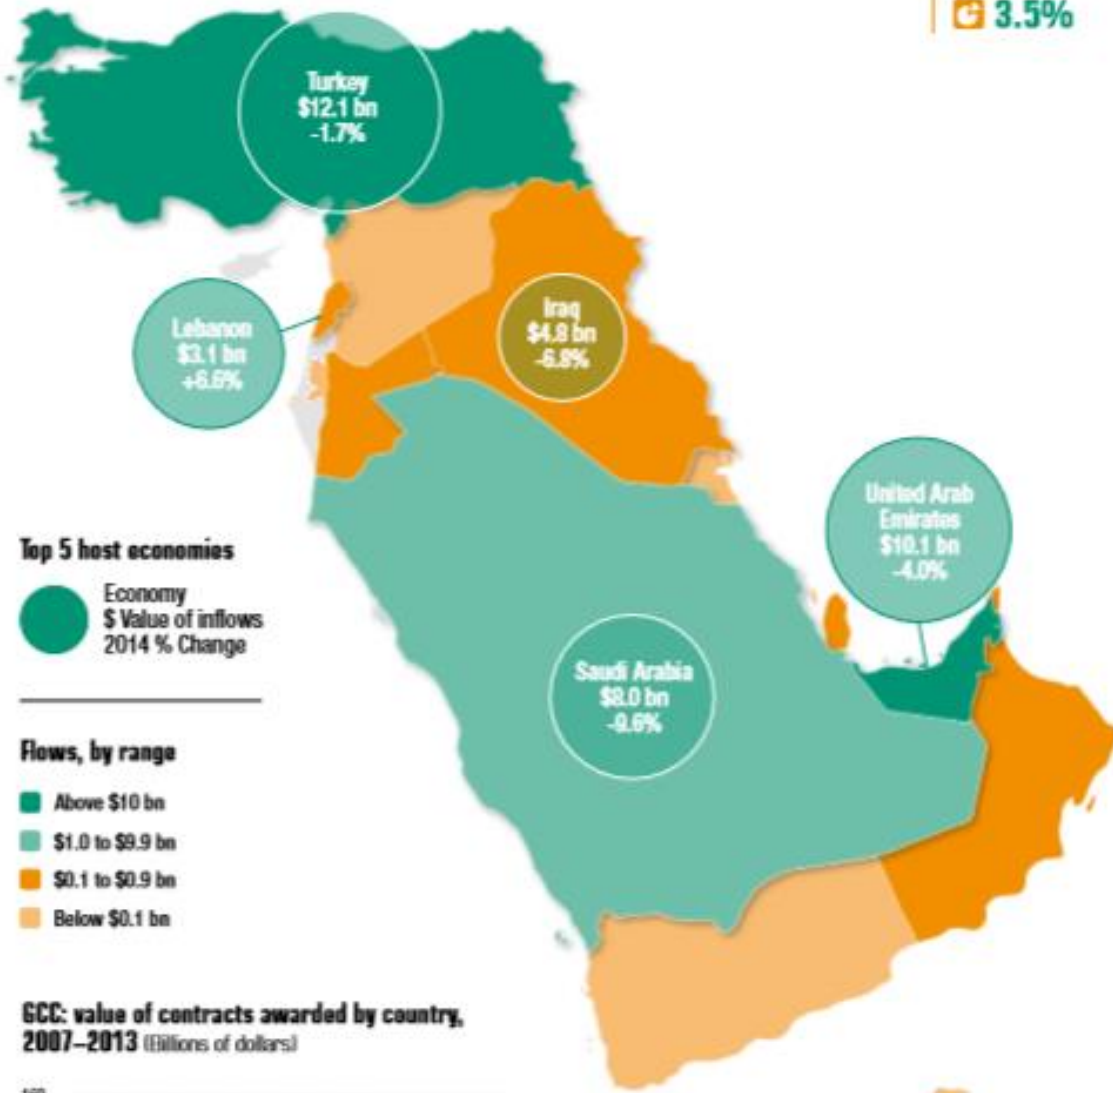 3.5%
Turkey
$12.1 bn
-1.7%
Lebanon
$3.1 bn
+6.6%
Iraq
$4.8 bn
-6.8%
United Arab
Emirates
$10.1 bn
-4.0%
Saudi Arabia
$8.0 bn
-9.6%
Top 5 host economies
Economy
$ Value of inflows
2014 % Change
Flows, by range
Above $10 bn
$1.0 to $9.9 bn
$0.1 to $0.9 bn
Below $0.1 bn
GCC: value of contracts awarded by country,
2007–2013 (Billions of dollars)